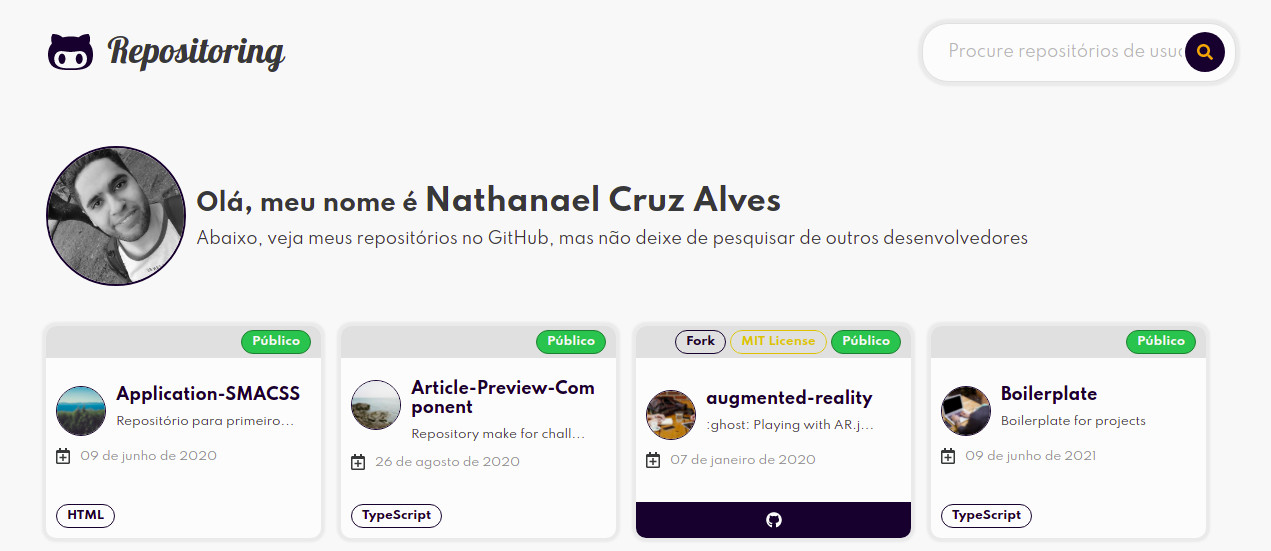 Repositoring
Procure repositórios de usu
Olá, meu nome é Nathanael Cruz Alves
Abaixo, veja meus repositórios no GitHub, mas não deixe de pesquisar de outros desenvolvedores
Público
Application-SMACSS
Repositório para primeiro...
09 de junho de 2020
HTML
Público
Article-Preview-Com
ponent
Repository make for chall...
26 de agosto de 2020
TypeScript
Fork MIT License Público
augmented-reality
:ghost: Playing with AR.j...
07 de janeiro de 2020
Público
Boilerplate
Boilerplate for projects
09 de junho de 2021
TypeScript